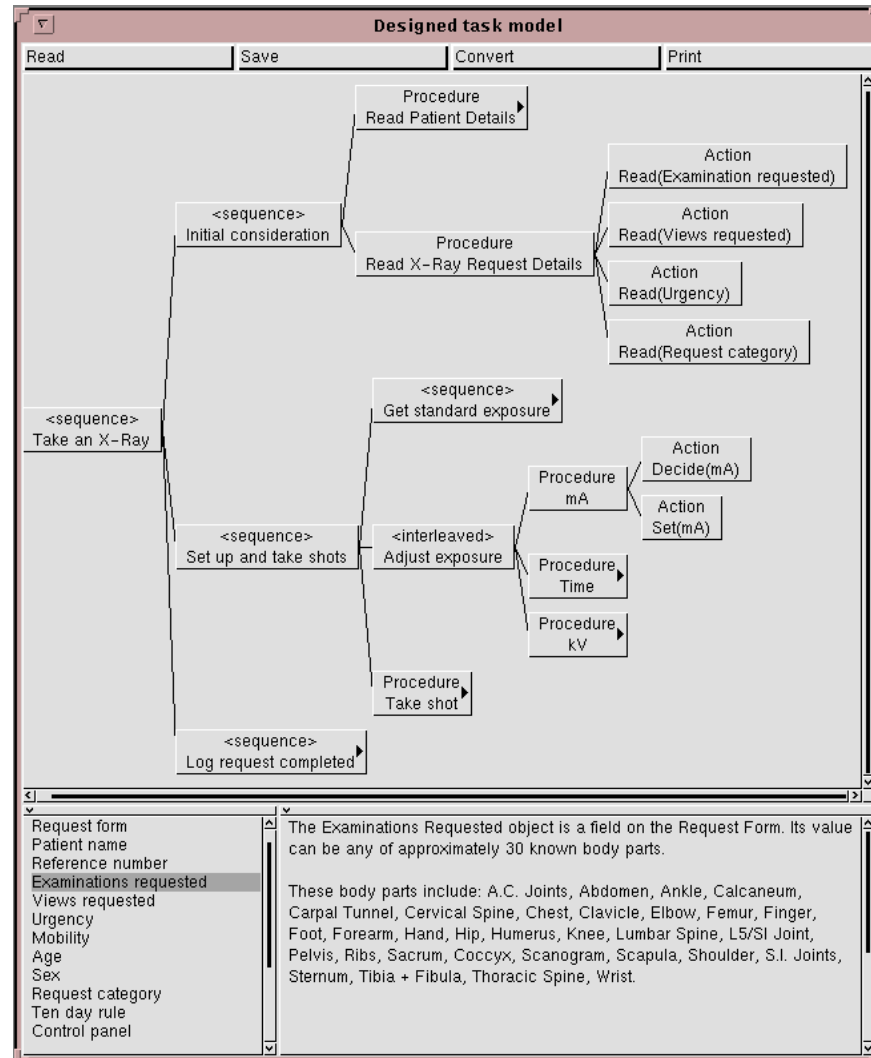 Designed task model
Read
Save
Convert
Print
Procedure
Read Patient Details
Action
Read(Examination requested)
<sequence>
Initial consideration
Action
Read(Views requested)
Procedure
Read X-Ray Request Details
Action
Read(Urgency)
Action
Read(Request category)
<sequence>
Get standard exposure
<sequence>
Take an X-Ray
Action
Decide(mA)
Procedure
mA
Action
Set(mA)
<sequence>
Set up and take shots
<interleaved>
Adjust exposure
Procedure
Time
Procedure
kV
Procedure
Take shot
<sequence>
Log request completed
Request form
Patient name
Reference number
Examinations requested
Views requested
Urgency
Mobility
Age
Sex
Request category
Ten day rule
Control panel
The Examinations Requested object is a field on the Request Form. Its value
can be any of approximately 30 known body parts.
These body parts include: A.C. Joints, Abdomen, Ankle, Calcaneum,
Carpal Tunnel, Cervical Spine, Chest, Clavicle, Elbow, Femur, Finger,
Foot, Forearm, Hand, Hip, Humerus, Knee, Lumbar Spine, L5/SI Joint,
Pelvis, Ribs, Sacrum, Coccyx, Scanogram, Scapula, Shoulder, S.I. Joints,
Sternum, Tibia + Fibula, Thoracic Spine, Wrist.